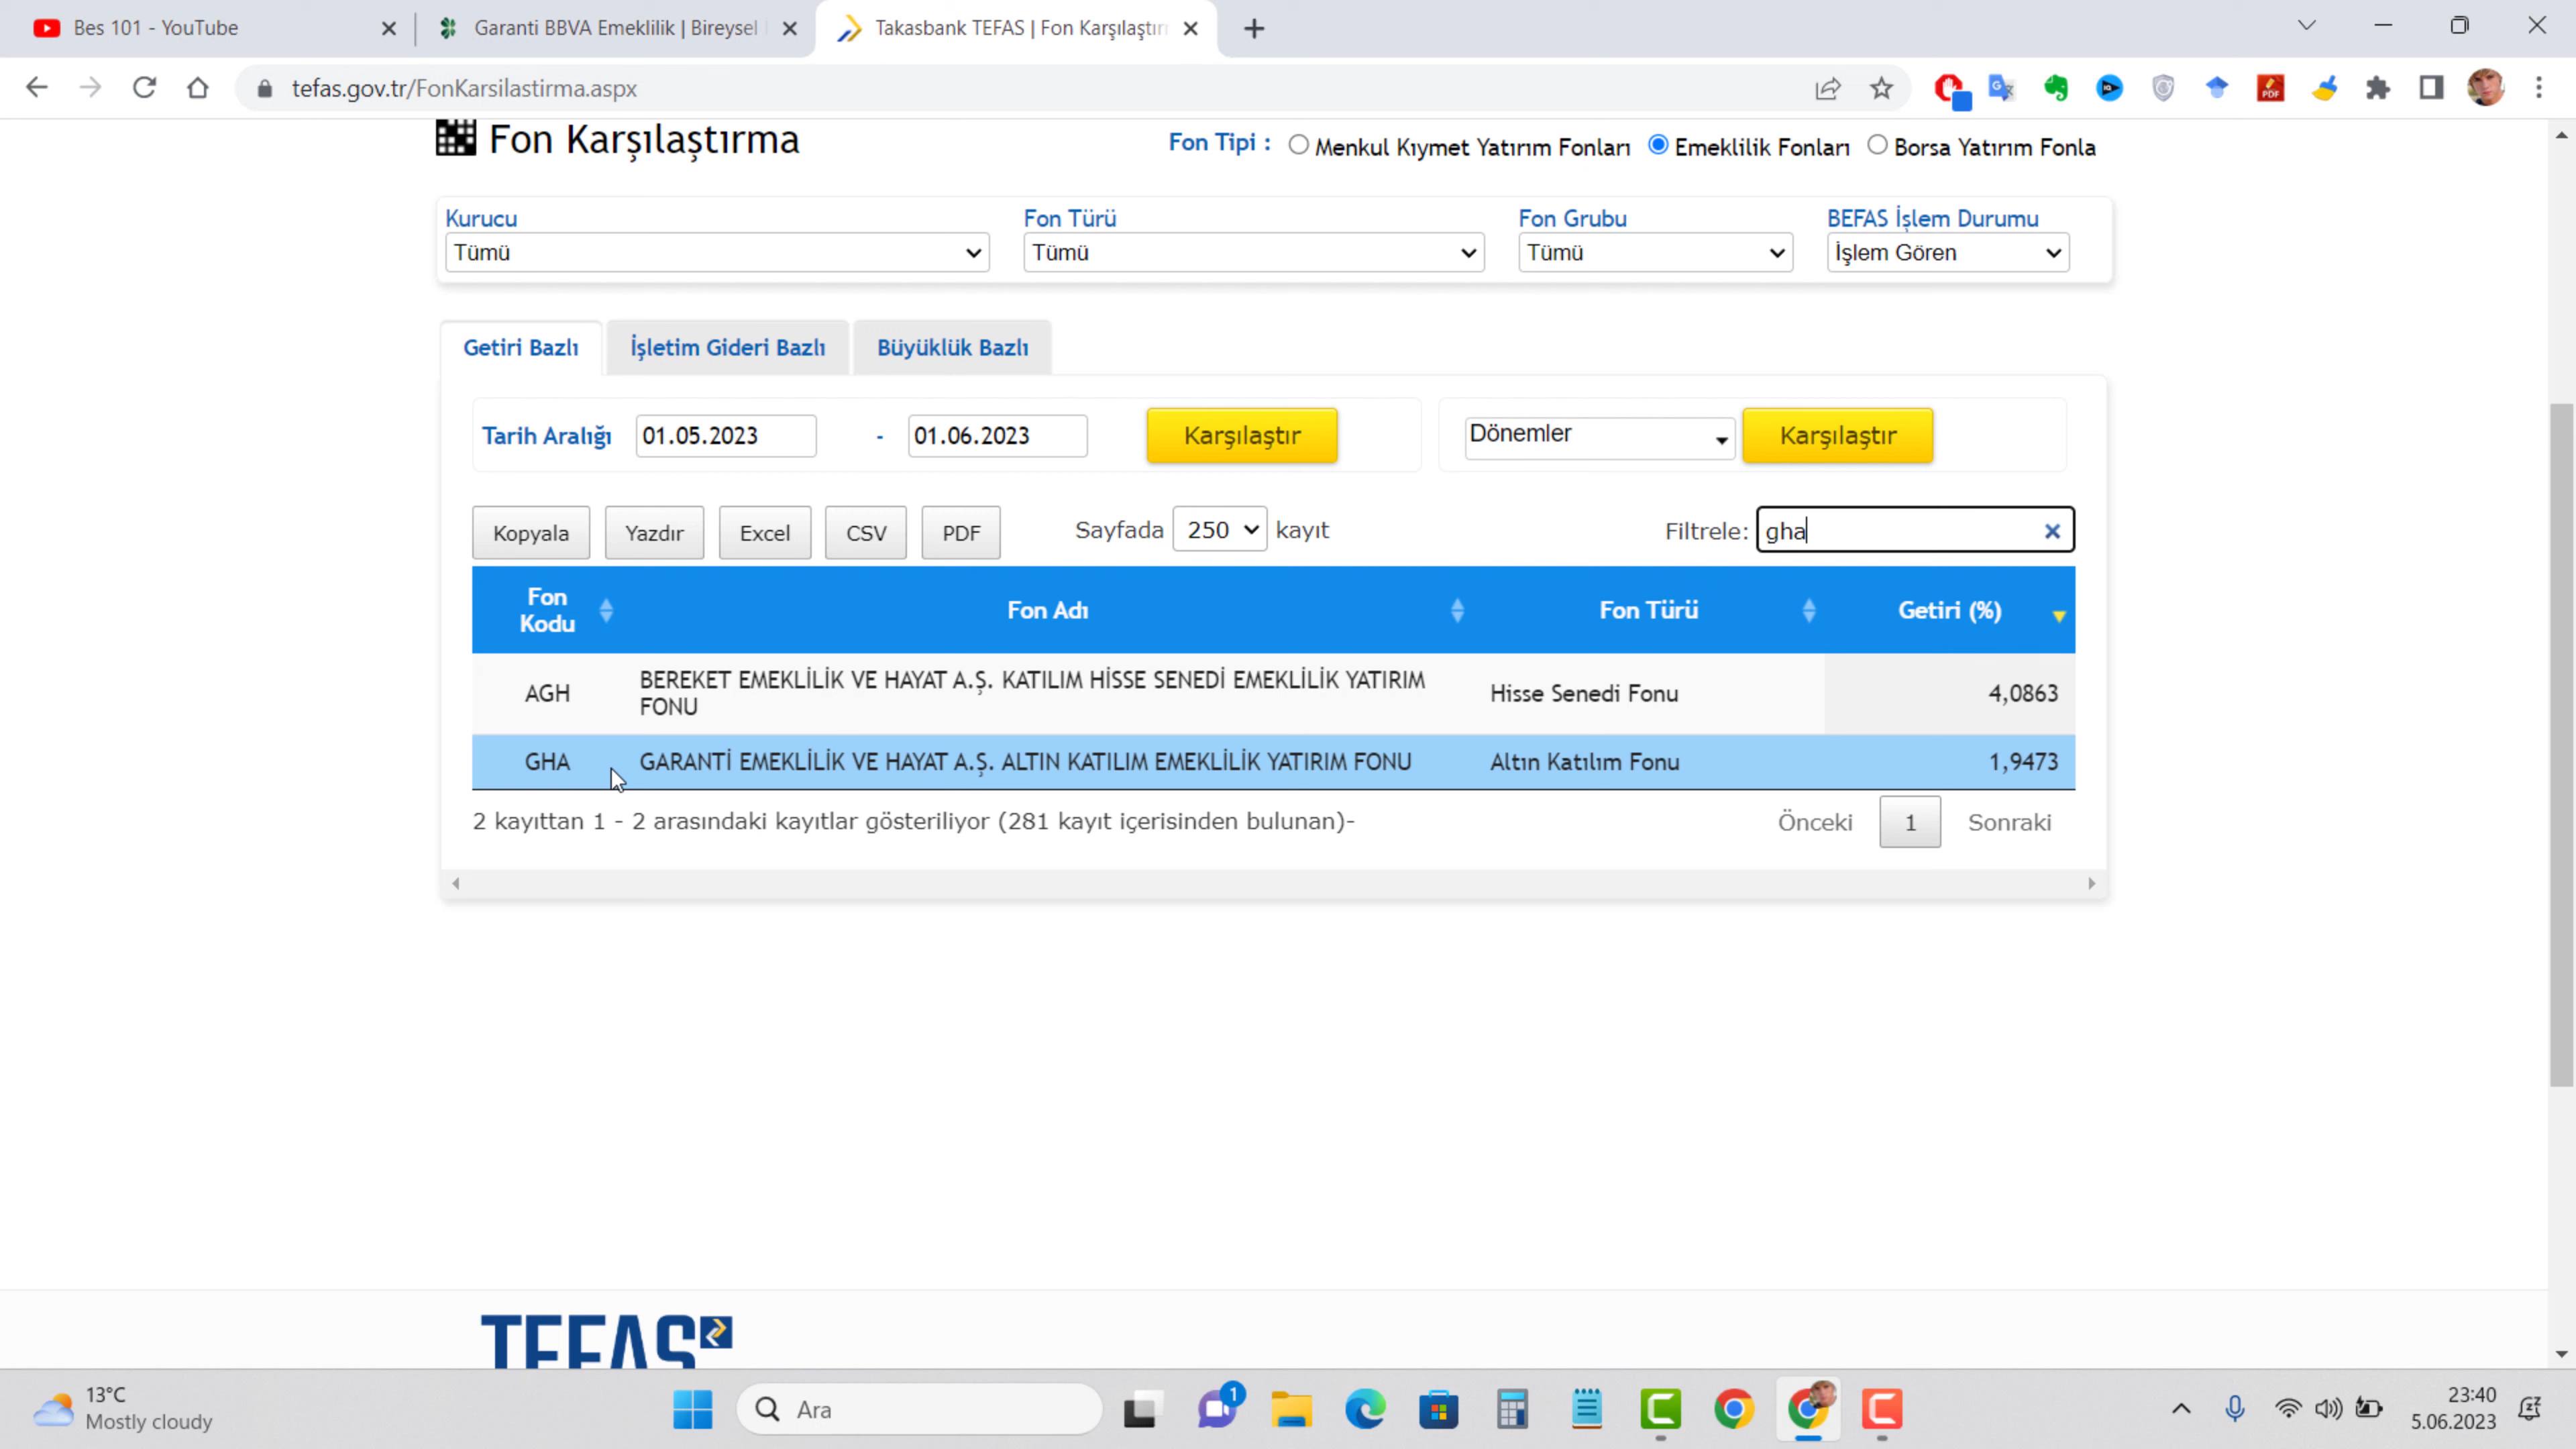 Bes 101 - YouTube
Garanti BBVA Emeklilik | Bireysel
Takasbank TEFAS | Fon Karşılaştır
tefas.gov.tr/FonKarsilastirma.aspx
Fon Karşılaştırma
Fon Tipi : Menkul Kıymet Yatırım Fonları Emeklilik Fonları Borsa Yatırım Fonla
Kurucu Fon Türü Fon Grubu BEFAS İşlem Durumu
Tümü Tümü Tümü İşlem Gören
Getiri Bazlı İşletim Gideri Bazlı Büyüklük Bazlı
Tarih Aralığı 01.05.2023 - 01.06.2023 Karşılaştır Dönemler Karşılaştır
Kopyala Yazdır Excel CSV PDF Sayfada 250 kayıt Filtrele: gha
Fon Kodu Fon Adı Fon Türü Getiri (%)
AGH BEREKET EMEKLİLİK VE HAYAT A.Ş. KATILIM HİSSE SENEDİ EMEKLİLİK YATIRIM
FONU Hisse Senedi Fonu 4,0863
GHA GARANTİ EMEKLİLİK VE HAYAT A.Ş. ALTIN KATILIM EMEKLİLİK YATIRIM FONU Altın Katılım Fonu 1,9473
2 kayıttan 1 - 2 arasındaki kayıtlar gösteriliyor (281 kayıt içerisinden bulunan)-
Önceki 1 Sonraki
TEFAS
13°C
Mostly cloudy
Ara
1
23:40
5.06.2023